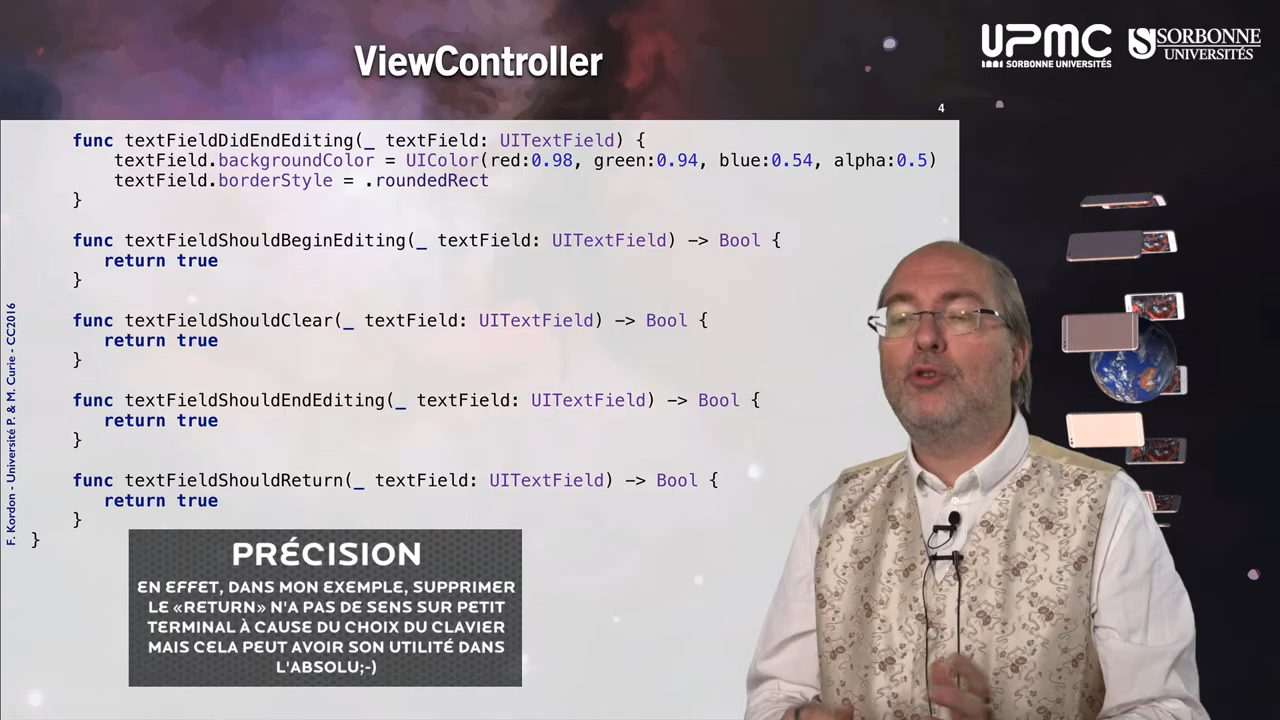 ViewController
UPMC
SORBONNE UNIVERSITÉS
SORBONNE
UNIVERSITÉS
4
func textFieldDidEndEditing(_ textField: UITextField) {
textField.backgroundColor = UIColor(red:0.98, green:0.94, blue:0.54, alpha:0.5)
textField.borderStyle = .roundedRect
}
func textFieldShouldBeginEditing(_ textField: UITextField) -> Bool {
return true
}
func textFieldShouldClear(_ textField: UITextField) -> Bool {
return true
}
func textFieldShouldEndEditing(_ textField: UITextField) -> Bool {
return true
}
func textFieldShouldReturn(_ textField: UITextField) -> Bool {
return true
}
}
F. Kordon - Université P. & M. Curie - CC2016
PRÉCISION
EN EFFET, DANS MON EXEMPLE, SUPPRIMER
LE «RETURN» N'A PAS DE SENS SUR PETIT
TERMINAL À CAUSE DU CHOIX DU CLAVIER
MAIS CELA PEUT AVOIR SON UTILITÉ DANS
L'ABSOLU;-)